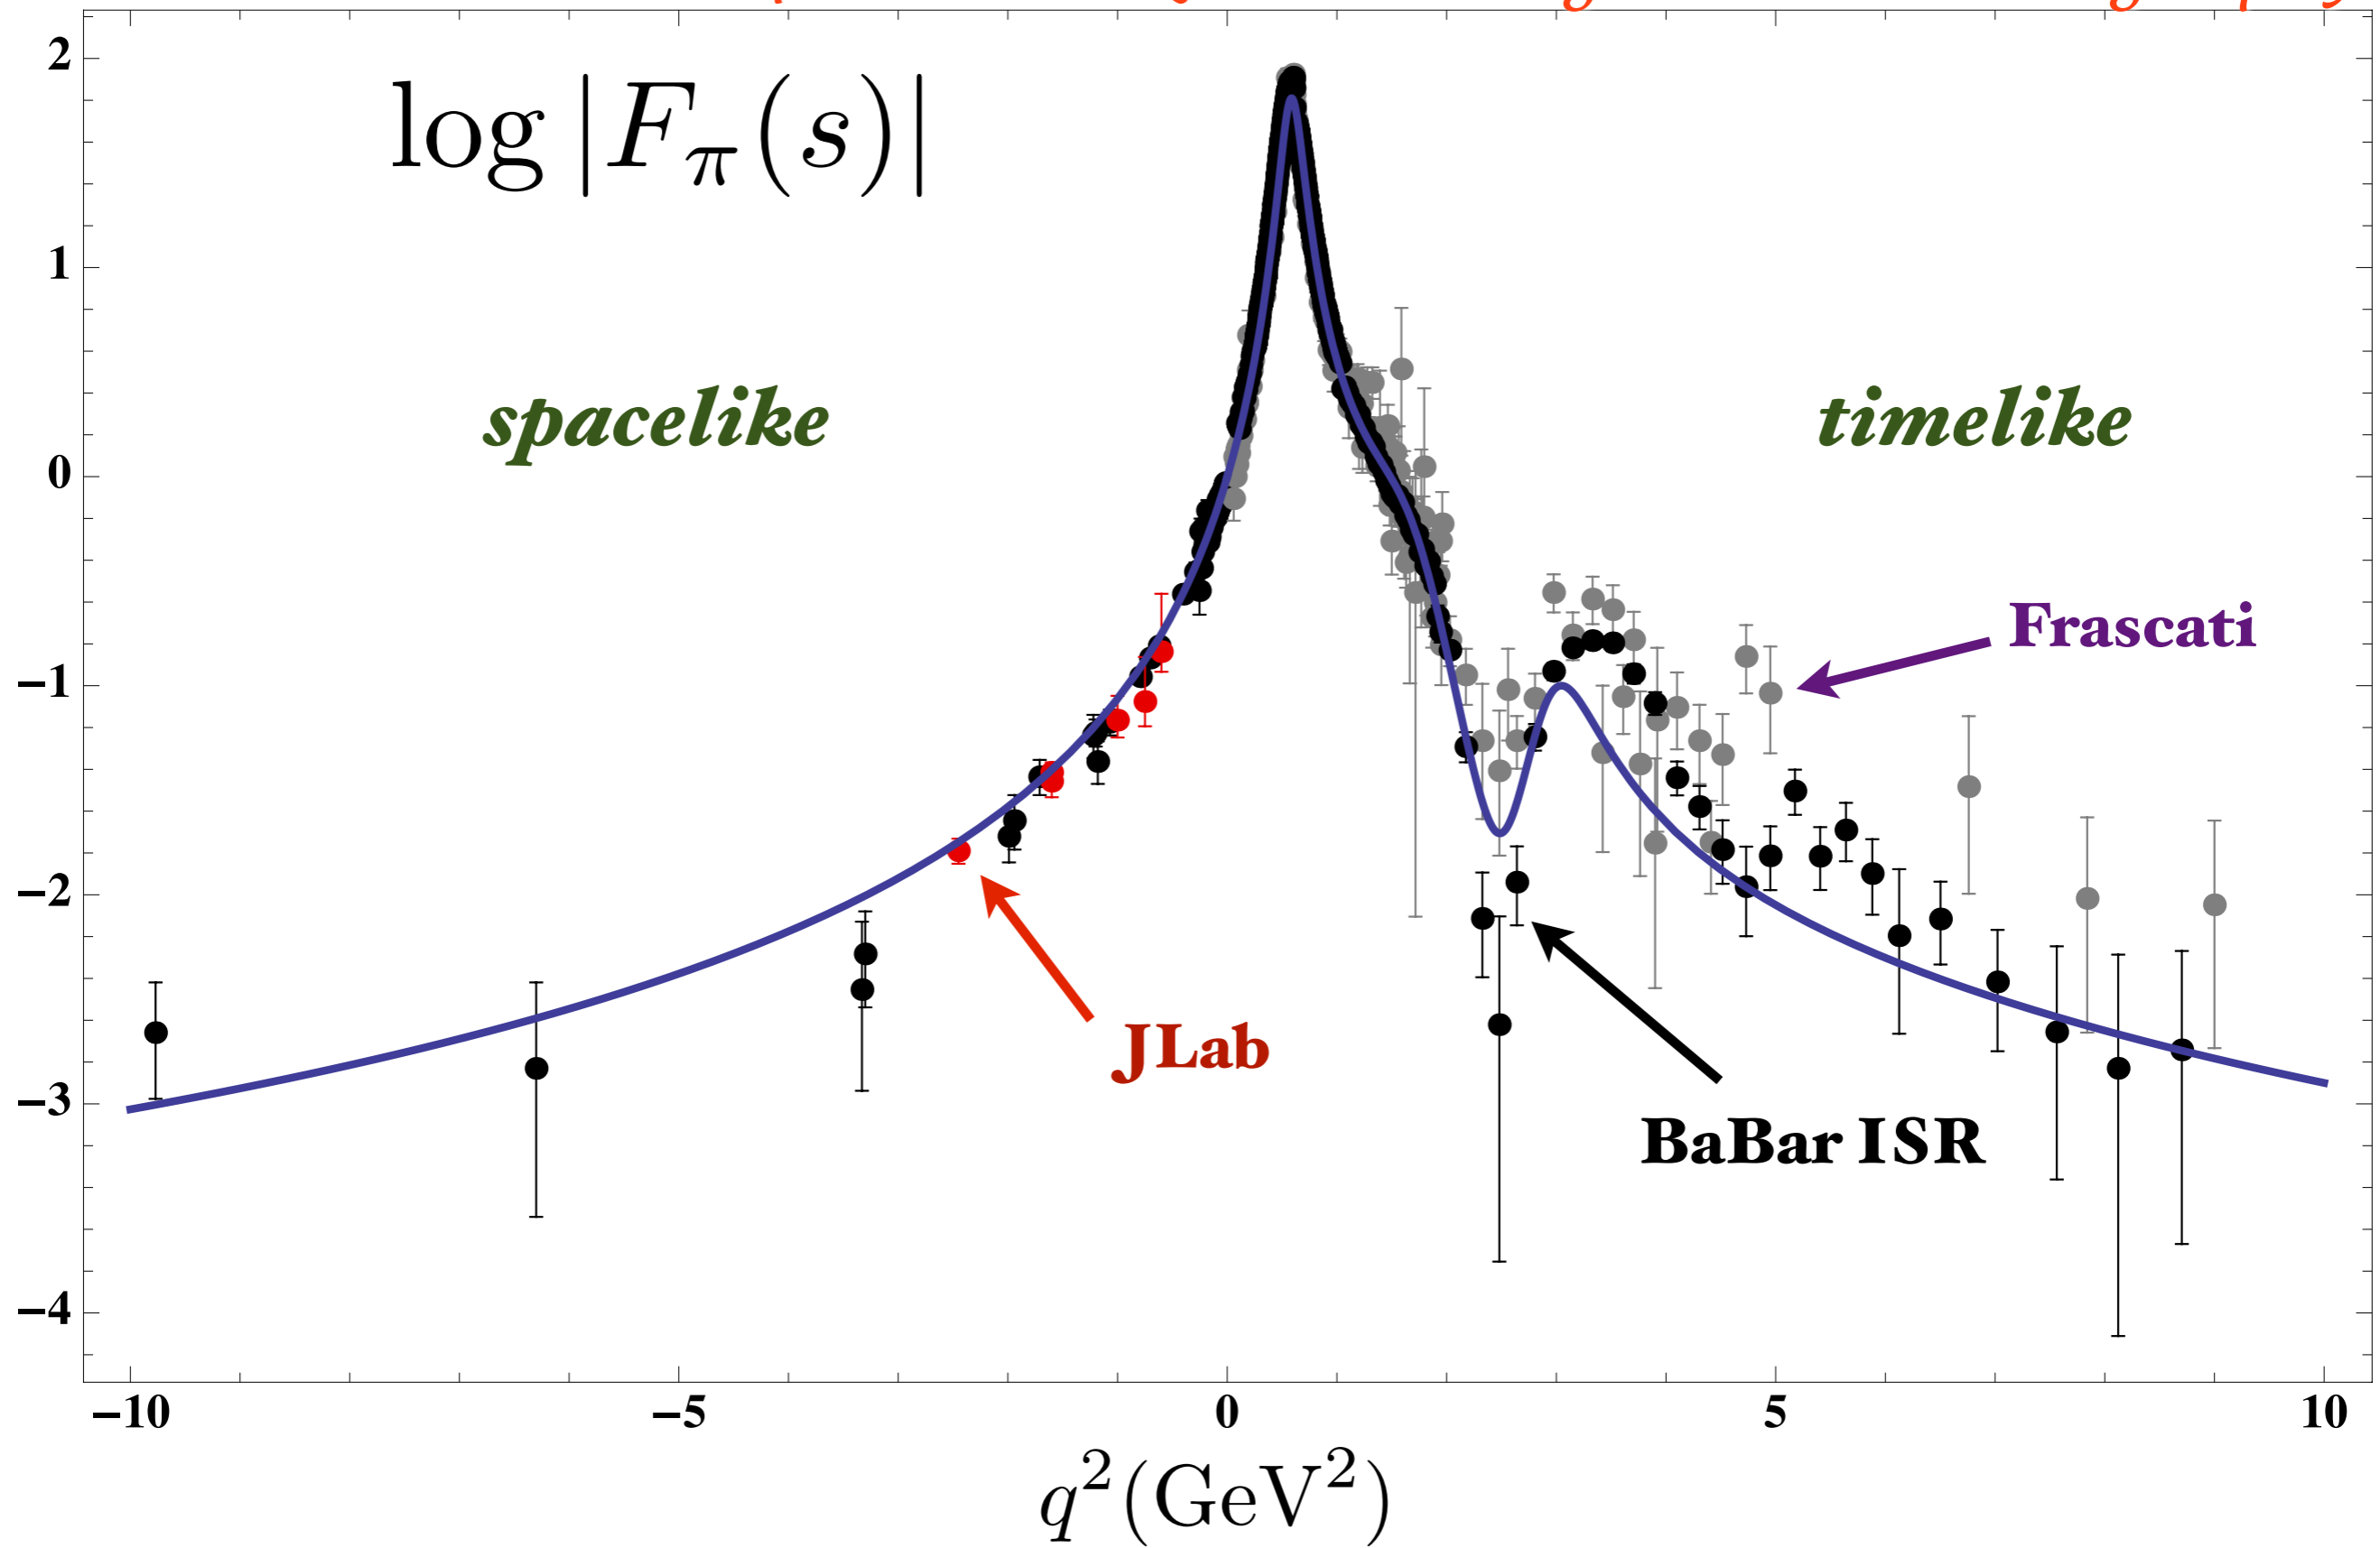 log |Fπ(s)|
2
1
0
−1
−2
−3
−4
spacelike
timelike
Frascati
JLab
BaBar ISR
−10 −5 0 5 10
q²(GeV²)